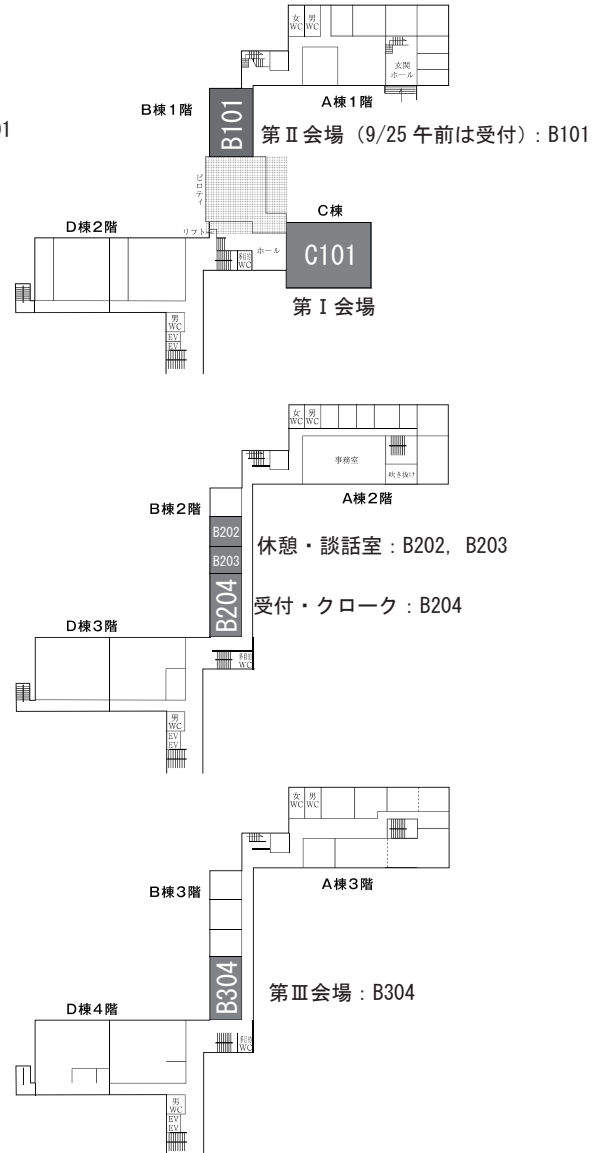 女WC 男WC
玄関ホール
A棟1階
B棟1階
B101
第Ⅱ会場（9/25 午前は受付）：B101
01
ピロティ
C棟
D棟2階
リフト
ホール
C101
第Ⅰ会場
男WC
EV
EV
女WC 男WC
事務室
吹き抜け
A棟2階
B棟2階
B202
B203
休憩・談話室：B202, B203
B204
受付・クローク：B204
D棟3階
多目的WC
男WC
EV
EV
女WC 男WC
A棟3階
B棟3階
B304
第Ⅲ会場：B304
D棟4階
男WC
EV
EV